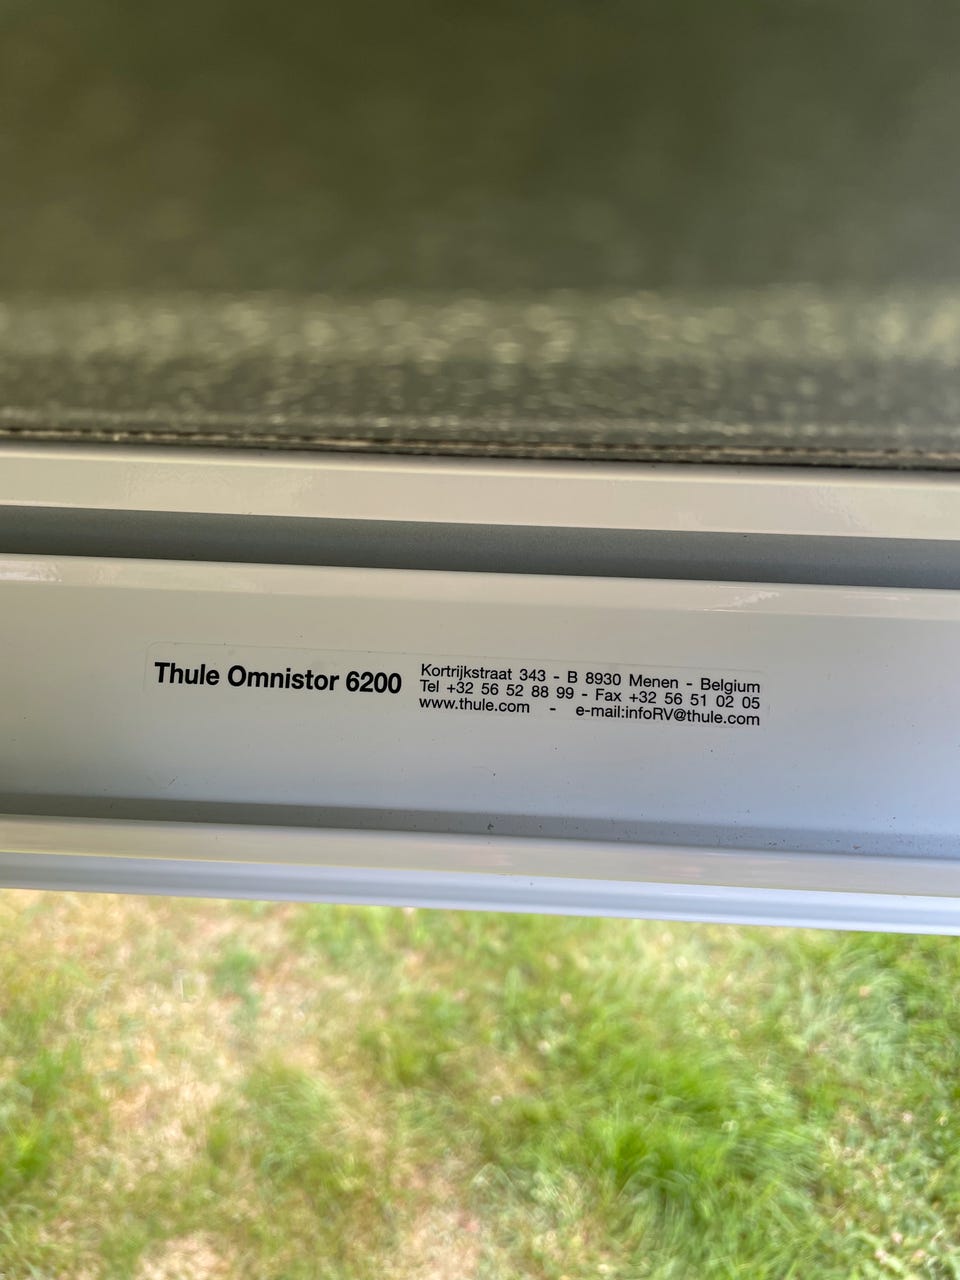 Thule Omnistor 6200
Kortrijkstraat 343 - B 8930 Menen - Belgium
Tel +32 56 52 88 99 - Fax +32 56 51 02 05
www.thule.com - e-mail:infoRV@thule.com